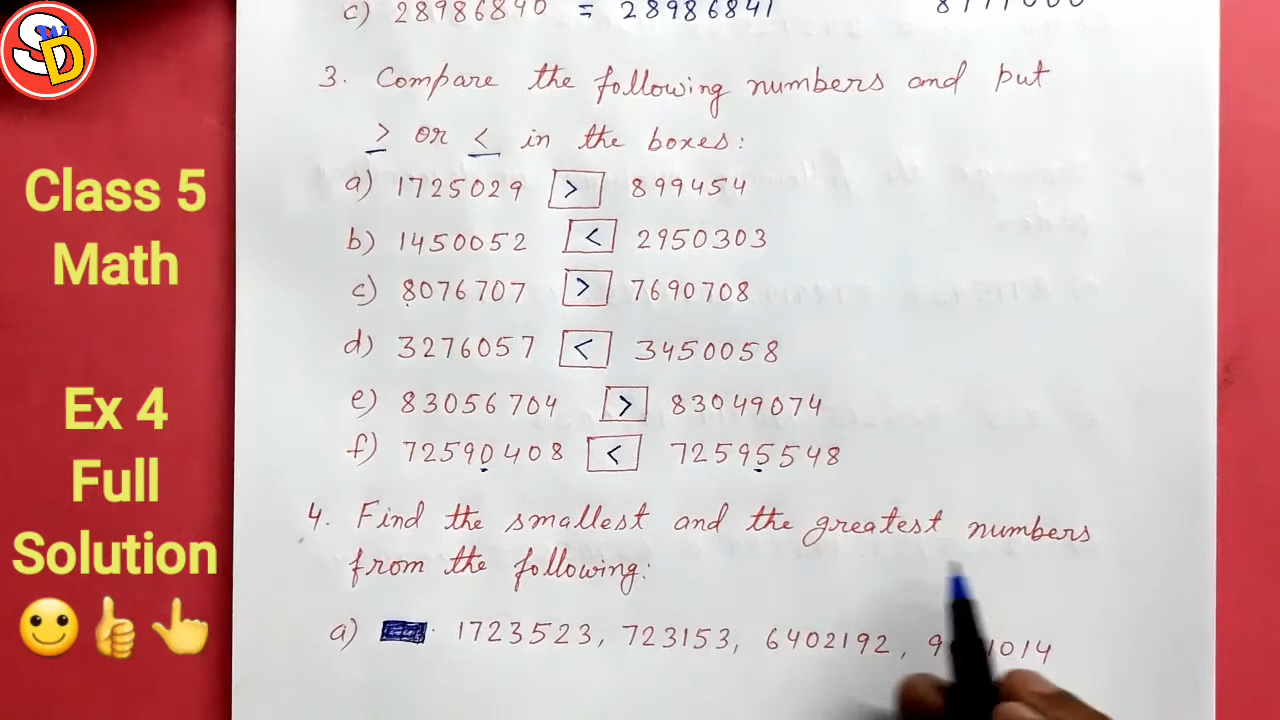 c) 28986840 = 28986841
3. Compare the following numbers and put
> or < in the boxes:
a) 1725029 > 899454
b) 1450052 < 2950303
c) 8076707 > 7690708
d) 3276057 < 3450058
e) 83056704 > 83049074
f) 72590408 < 72595548
4. Find the smallest and the greatest numbers
from the following:
a) 1723523, 723153, 6402192,
SWD
Class 5
Math
Ex 4
Full
Solution